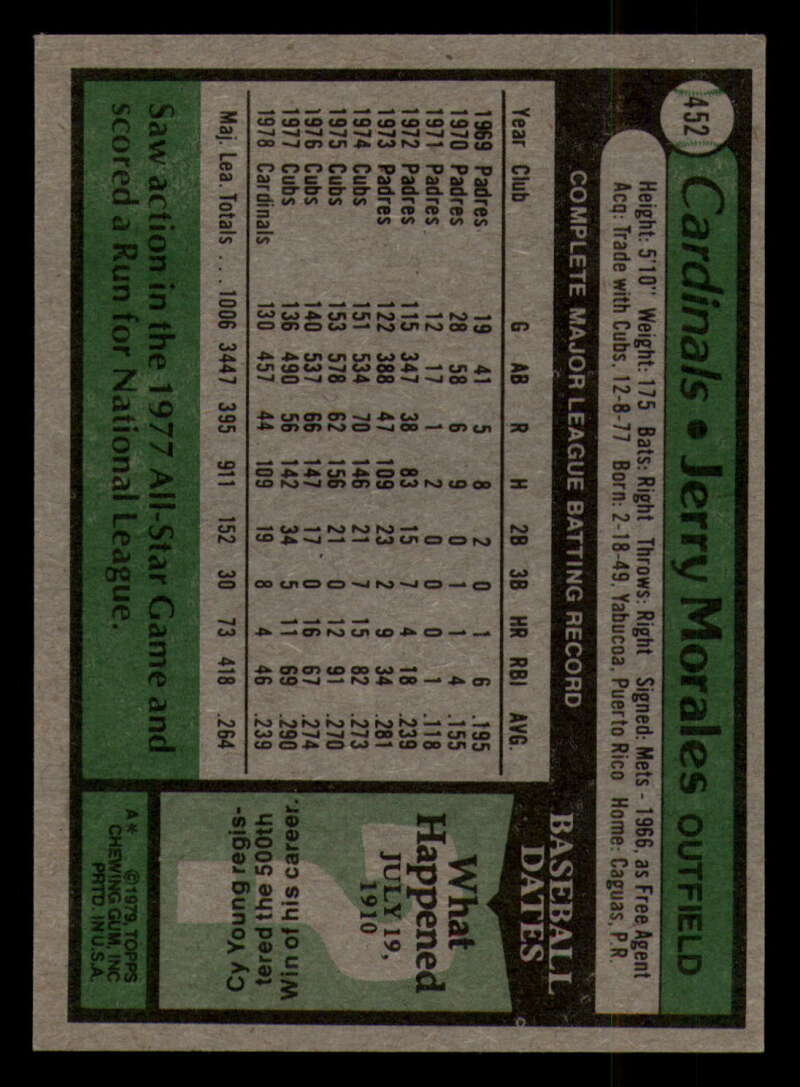 452
Cardinals • Jerry Morales OUTFIELD
Height: 5'10" Weight: 175 Bats: Right Throws: Right Signed: Mets - 1966, as Free Agent
Acq: Trade with Cubs, 12-8-77 Born: 2-18-49, Yabucoa, Puerto Rico Home: Caguas, P.R.
COMPLETE MAJOR LEAGUE BATTING RECORD
Year Club G AB R H 2B 3B HR RBI AVG.
1969 Padres 19 41 5 8 2 0 1 6 .195
1970 Padres 28 58 6 9 0 1 1 4 .155
1971 Padres 12 17 1 2 0 0 0 1 .118
1972 Padres 115 347 38 83 15 7 4 18 .239
1973 Padres 122 388 47 109 23 2 9 34 .281
1974 Cubs 151 534 70 146 21 7 15 82 .273
1975 Cubs 153 578 62 156 21 0 12 91 .270
1976 Cubs 140 537 66 147 17 0 16 67 .274
1977 Cubs 136 490 56 142 34 5 11 69 .290
1978 Cardinals 130 457 44 109 19 8 4 46 .239
Maj. Lea. Totals . . . 1006 3447 395 911 152 30 73 418 .264
Saw action in the 1977 All-Star Game and
scored a Run for National League.
BASEBALL
DATES
What
Happened
JULY 19,
1910
?
Cy Young regis-
tered the 500th
Win of his career.
A* ©1979 TOPPS
CHEWING GUM, INC
PRTD. IN U.S.A.